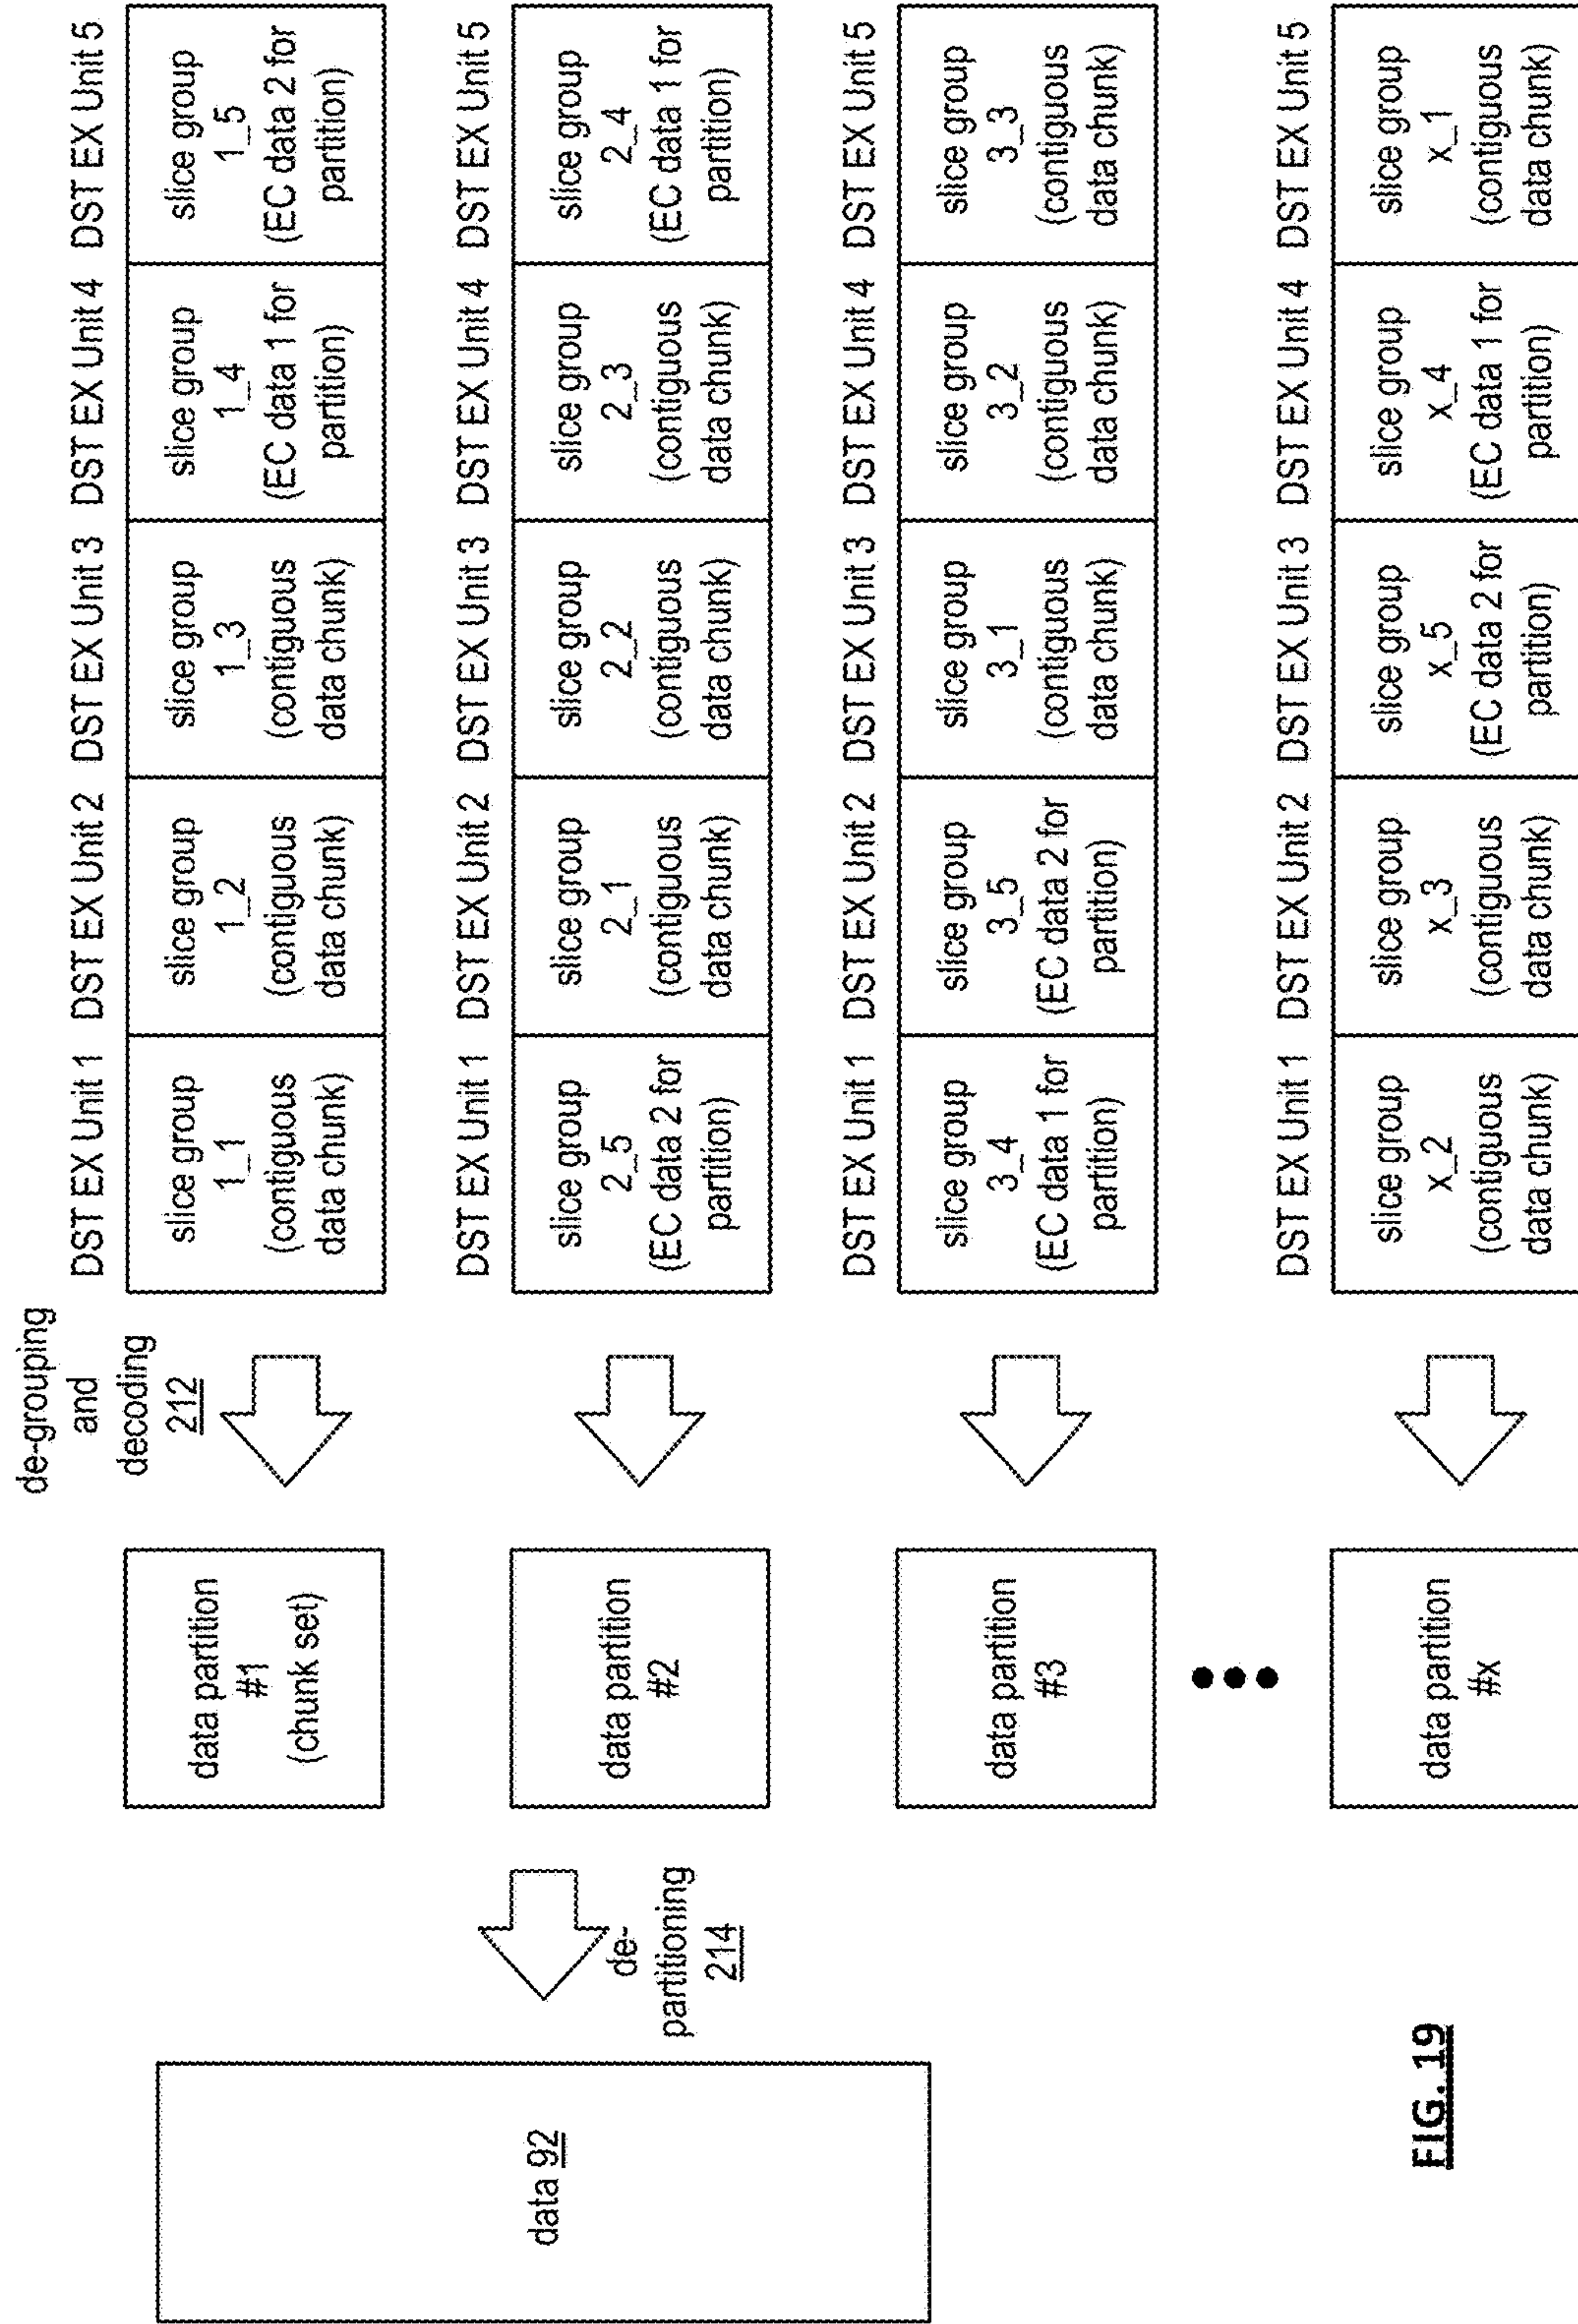 de-grouping
and
decoding
212
DST EX Unit 1 DST EX Unit 2 DST EX Unit 3 DST EX Unit 4 DST EX Unit 5
data 92
de-
partitioning
214
data partition
#1
(chunk set)
slice group
1_1
(contiguous
data chunk)
slice group
1_2
(contiguous
data chunk)
slice group
1_3
(contiguous
data chunk)
slice group
1_4
(EC data 1 for
partition)
slice group
1_5
(EC data 2 for
partition)
DST EX Unit 1 DST EX Unit 2 DST EX Unit 3 DST EX Unit 4 DST EX Unit 5
data partition
#2
slice group
2_5
(EC data 2 for
partition)
slice group
2_1
(contiguous
data chunk)
slice group
2_2
(contiguous
data chunk)
slice group
2_3
(contiguous
data chunk)
slice group
2_4
(EC data 1 for
partition)
DST EX Unit 1 DST EX Unit 2 DST EX Unit 3 DST EX Unit 4 DST EX Unit 5
data partition
#3
slice group
3_4
(EC data 1 for
partition)
slice group
3_5
(EC data 2 for
partition)
slice group
3_1
(contiguous
data chunk)
slice group
3_2
(contiguous
data chunk)
slice group
3_3
(contiguous
data chunk)
DST EX Unit 1 DST EX Unit 2 DST EX Unit 3 DST EX Unit 4 DST EX Unit 5
data partition
#x
slice group
x_2
(contiguous
data chunk)
slice group
x_3
(contiguous
data chunk)
slice group
x_5
(EC data 2 for
partition)
slice group
x_4
(EC data 1 for
partition)
slice group
x_1
(contiguous
data chunk)
FIG. 19